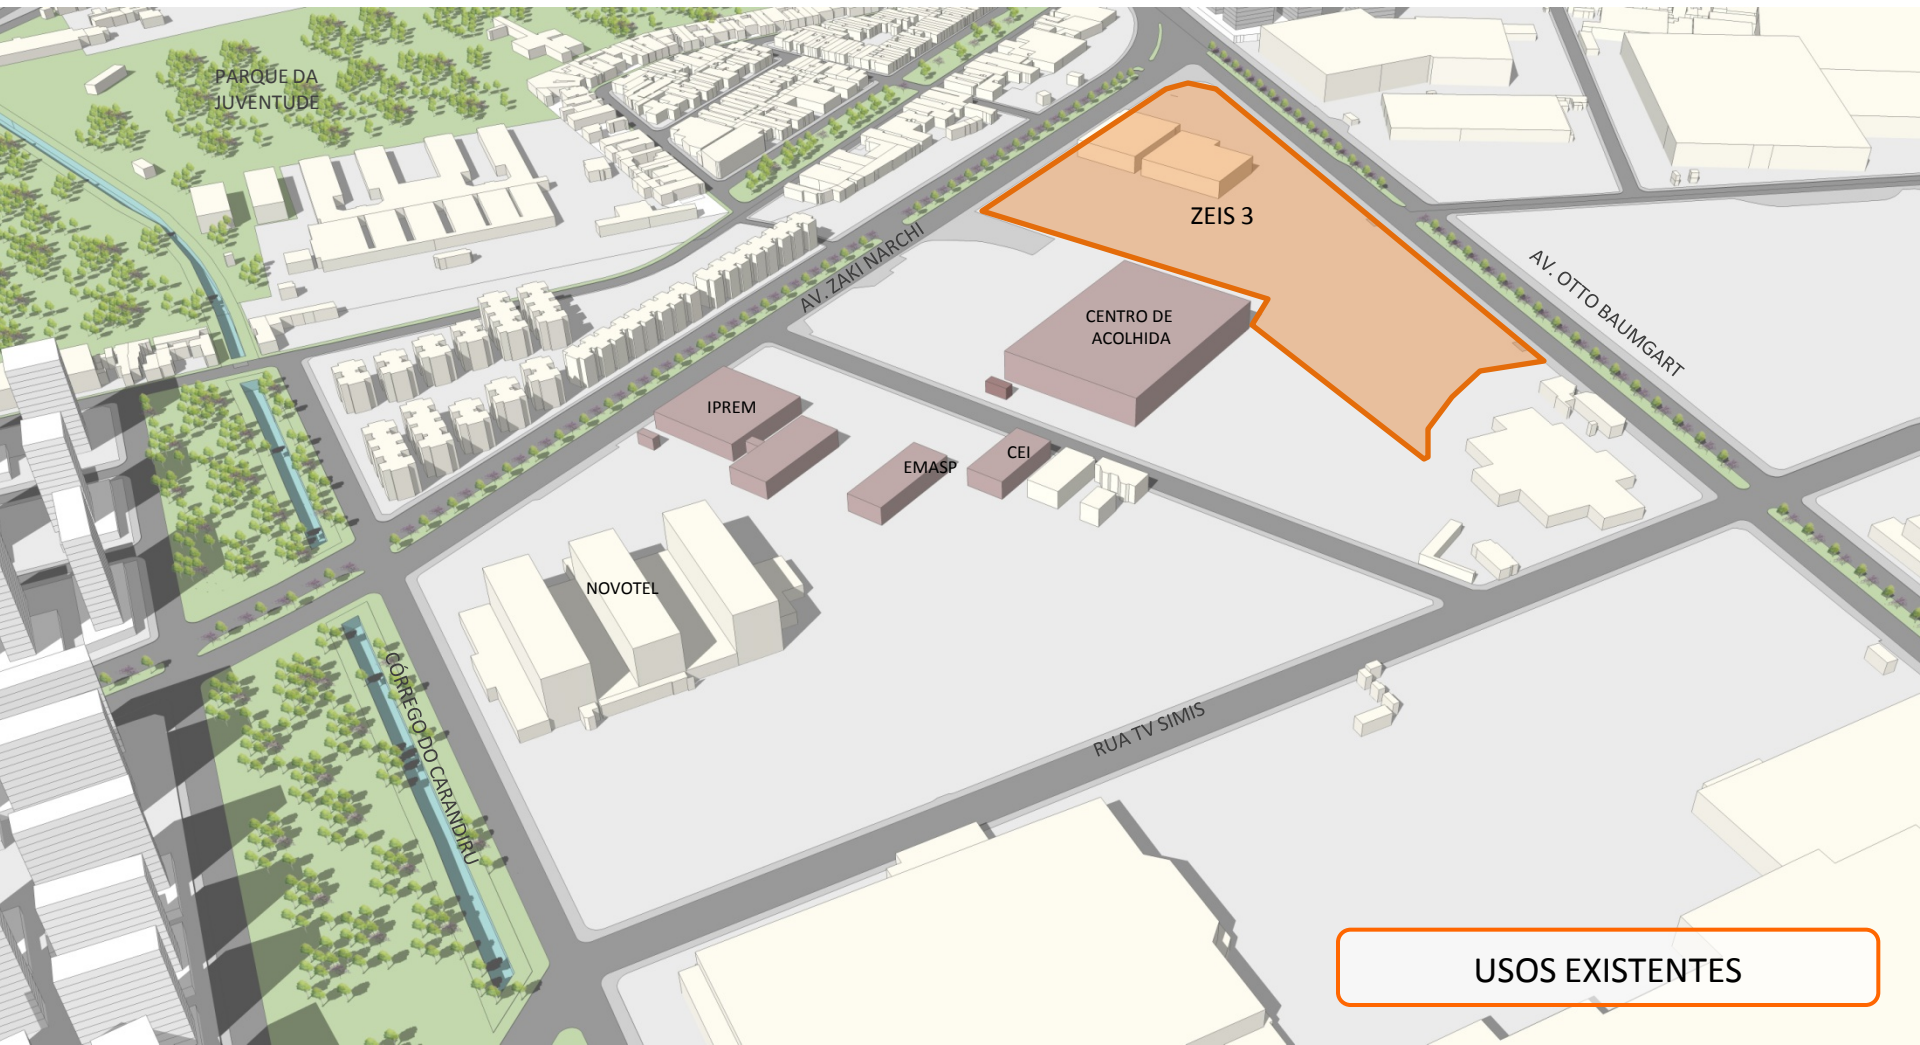 PARQUE DA
JUVENTUDE
ZEIS 3
AV. ZAKI NARCHI
AV. OTTO BAUMGART
CENTRO DE
ACOLHIDA
IPREM
CEI
EMASP
NOVOTEL
CÓRREGO DO CARANDIRU
RUA TV SIMIS
USOS EXISTENTES